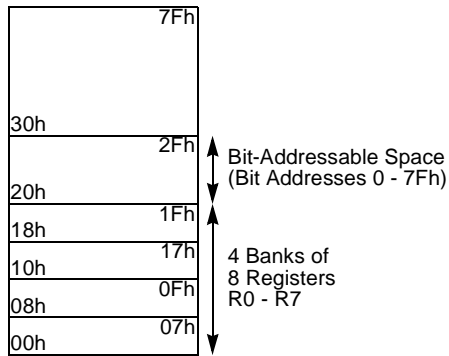 7Fh
30h
2Fh
Bit-Addressable Space
(Bit Addresses 0 - 7Fh)
20h
1Fh
18h
17h
10h
4 Banks of
8 Registers
R0 - R7
0Fh
08h
07h
00h